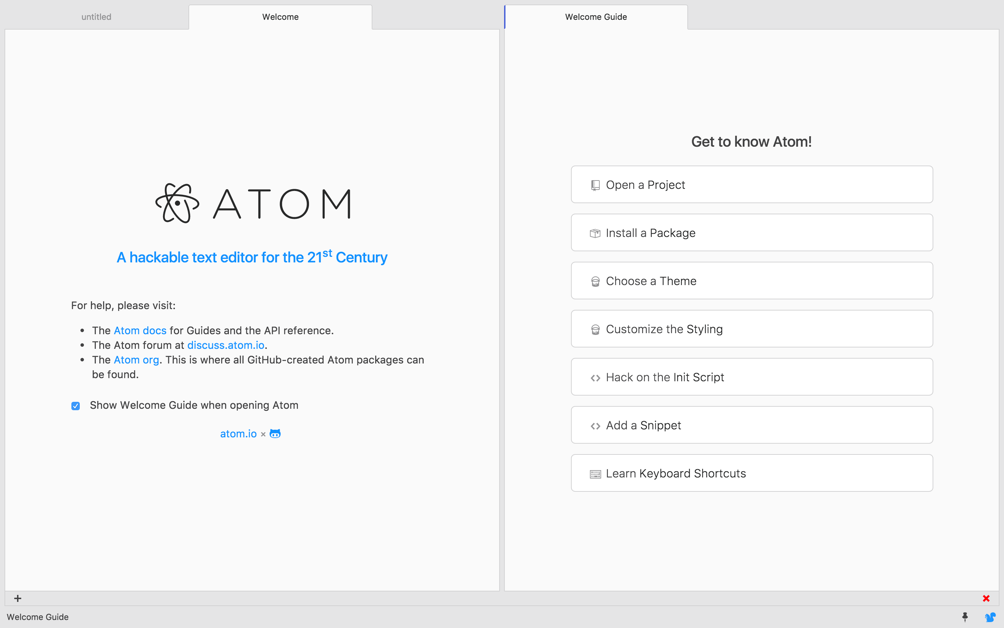 untitled
Welcome
Welcome Guide
ATOM
A hackable text editor for the 21st Century
For help, please visit:
• The Atom docs for Guides and the API reference.
• The Atom forum at discuss.atom.io.
• The Atom org. This is where all GitHub-created Atom packages can
be found.
Show Welcome Guide when opening Atom
atom.io ×
Get to know Atom!
Open a Project
Install a Package
Choose a Theme
Customize the Styling
Hack on the Init Script
Add a Snippet
Learn Keyboard Shortcuts
Welcome Guide